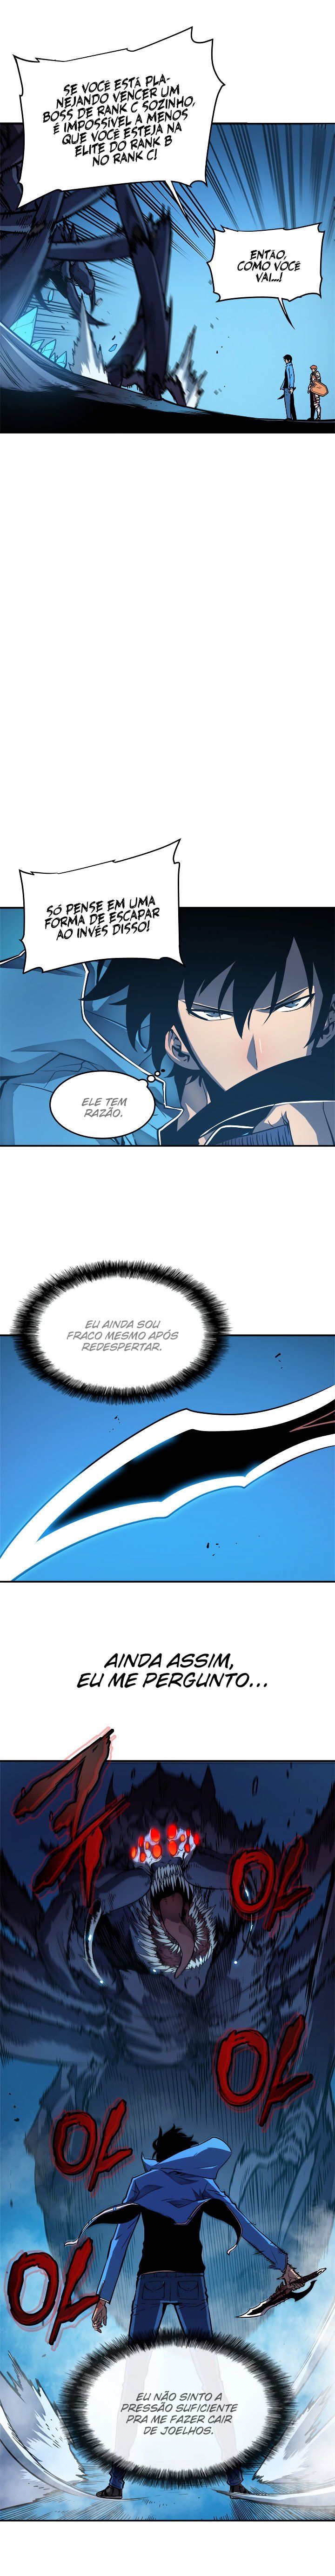 SE VOCÊ ESTÁ PLA-
NEJANDO VENCER UM
BOSS DE RANK C SOZINHO,
É IMPOSSIVEL A MENOS
QUE VOCÊ ESTEJA NA
ELITE DO RANK B
NO RANK C!
ENTÃO,
COMO VOCÊ
VAI...!
SÓ PENSE EM UMA
FORMA DE ESCAPAR
AO INVÉS DISSO!
ELE TEM
RAZÃO.
EU AINDA SOU
FRACO MESMO APÓS
REDESPERTAR.
AINDA ASSIM,
EU ME PERGUNTO...
EU NÃO SINTO A
PRESSÃO SUFICIENTE
PRA ME FAZER CAIR
DE JOELHOS.